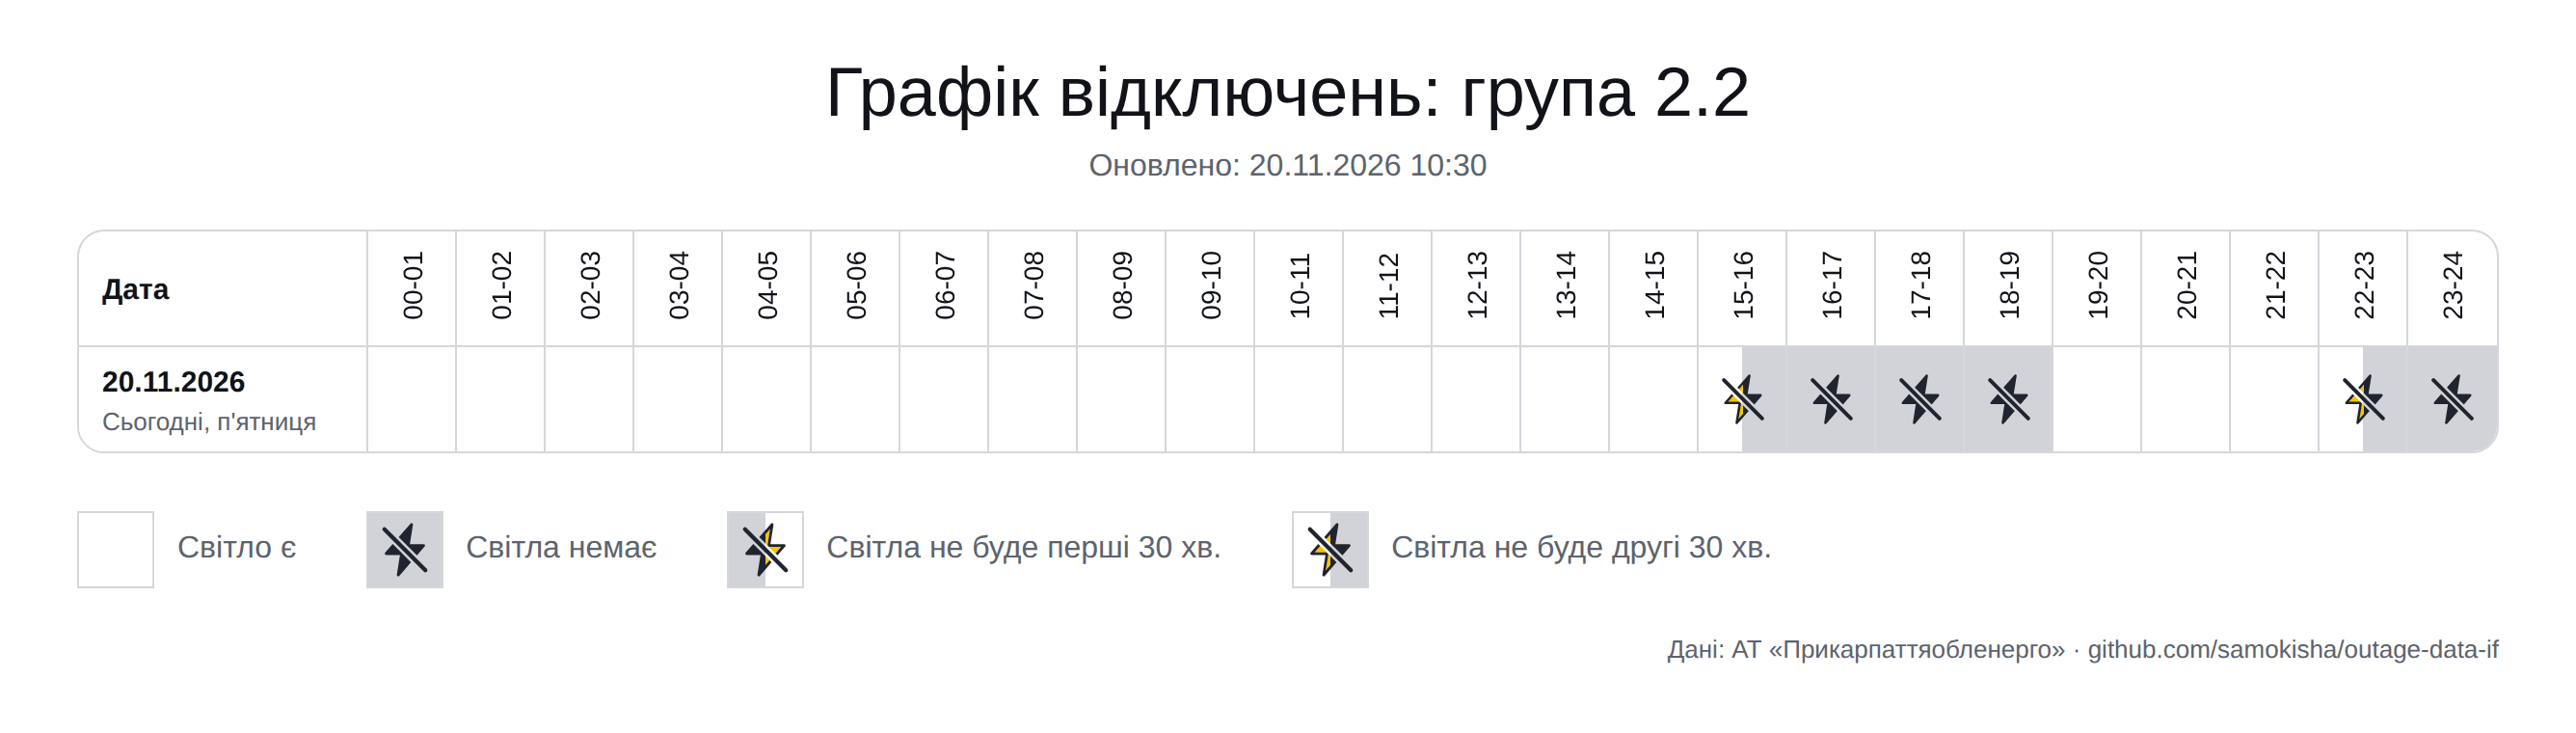 Графік відключень: група 2.2
Оновлено: 20.11.2026 10:30
Дата 00-01 01-02 02-03 03-04 04-05 05-06 06-07 07-08 08-09 09-10 10-11 11-12 12-13 13-14 14-15 15-16 16-17 17-18 18-19 19-20 20-21 21-22 22-23 23-24
20.11.2026
Сьогодні, п'ятниця
Світло є Світла немає Світла не буде перші 30 хв. Світла не буде другі 30 хв.
Дані: АТ «Прикарпаттяобленерго» · github.com/samokisha/outage-data-if